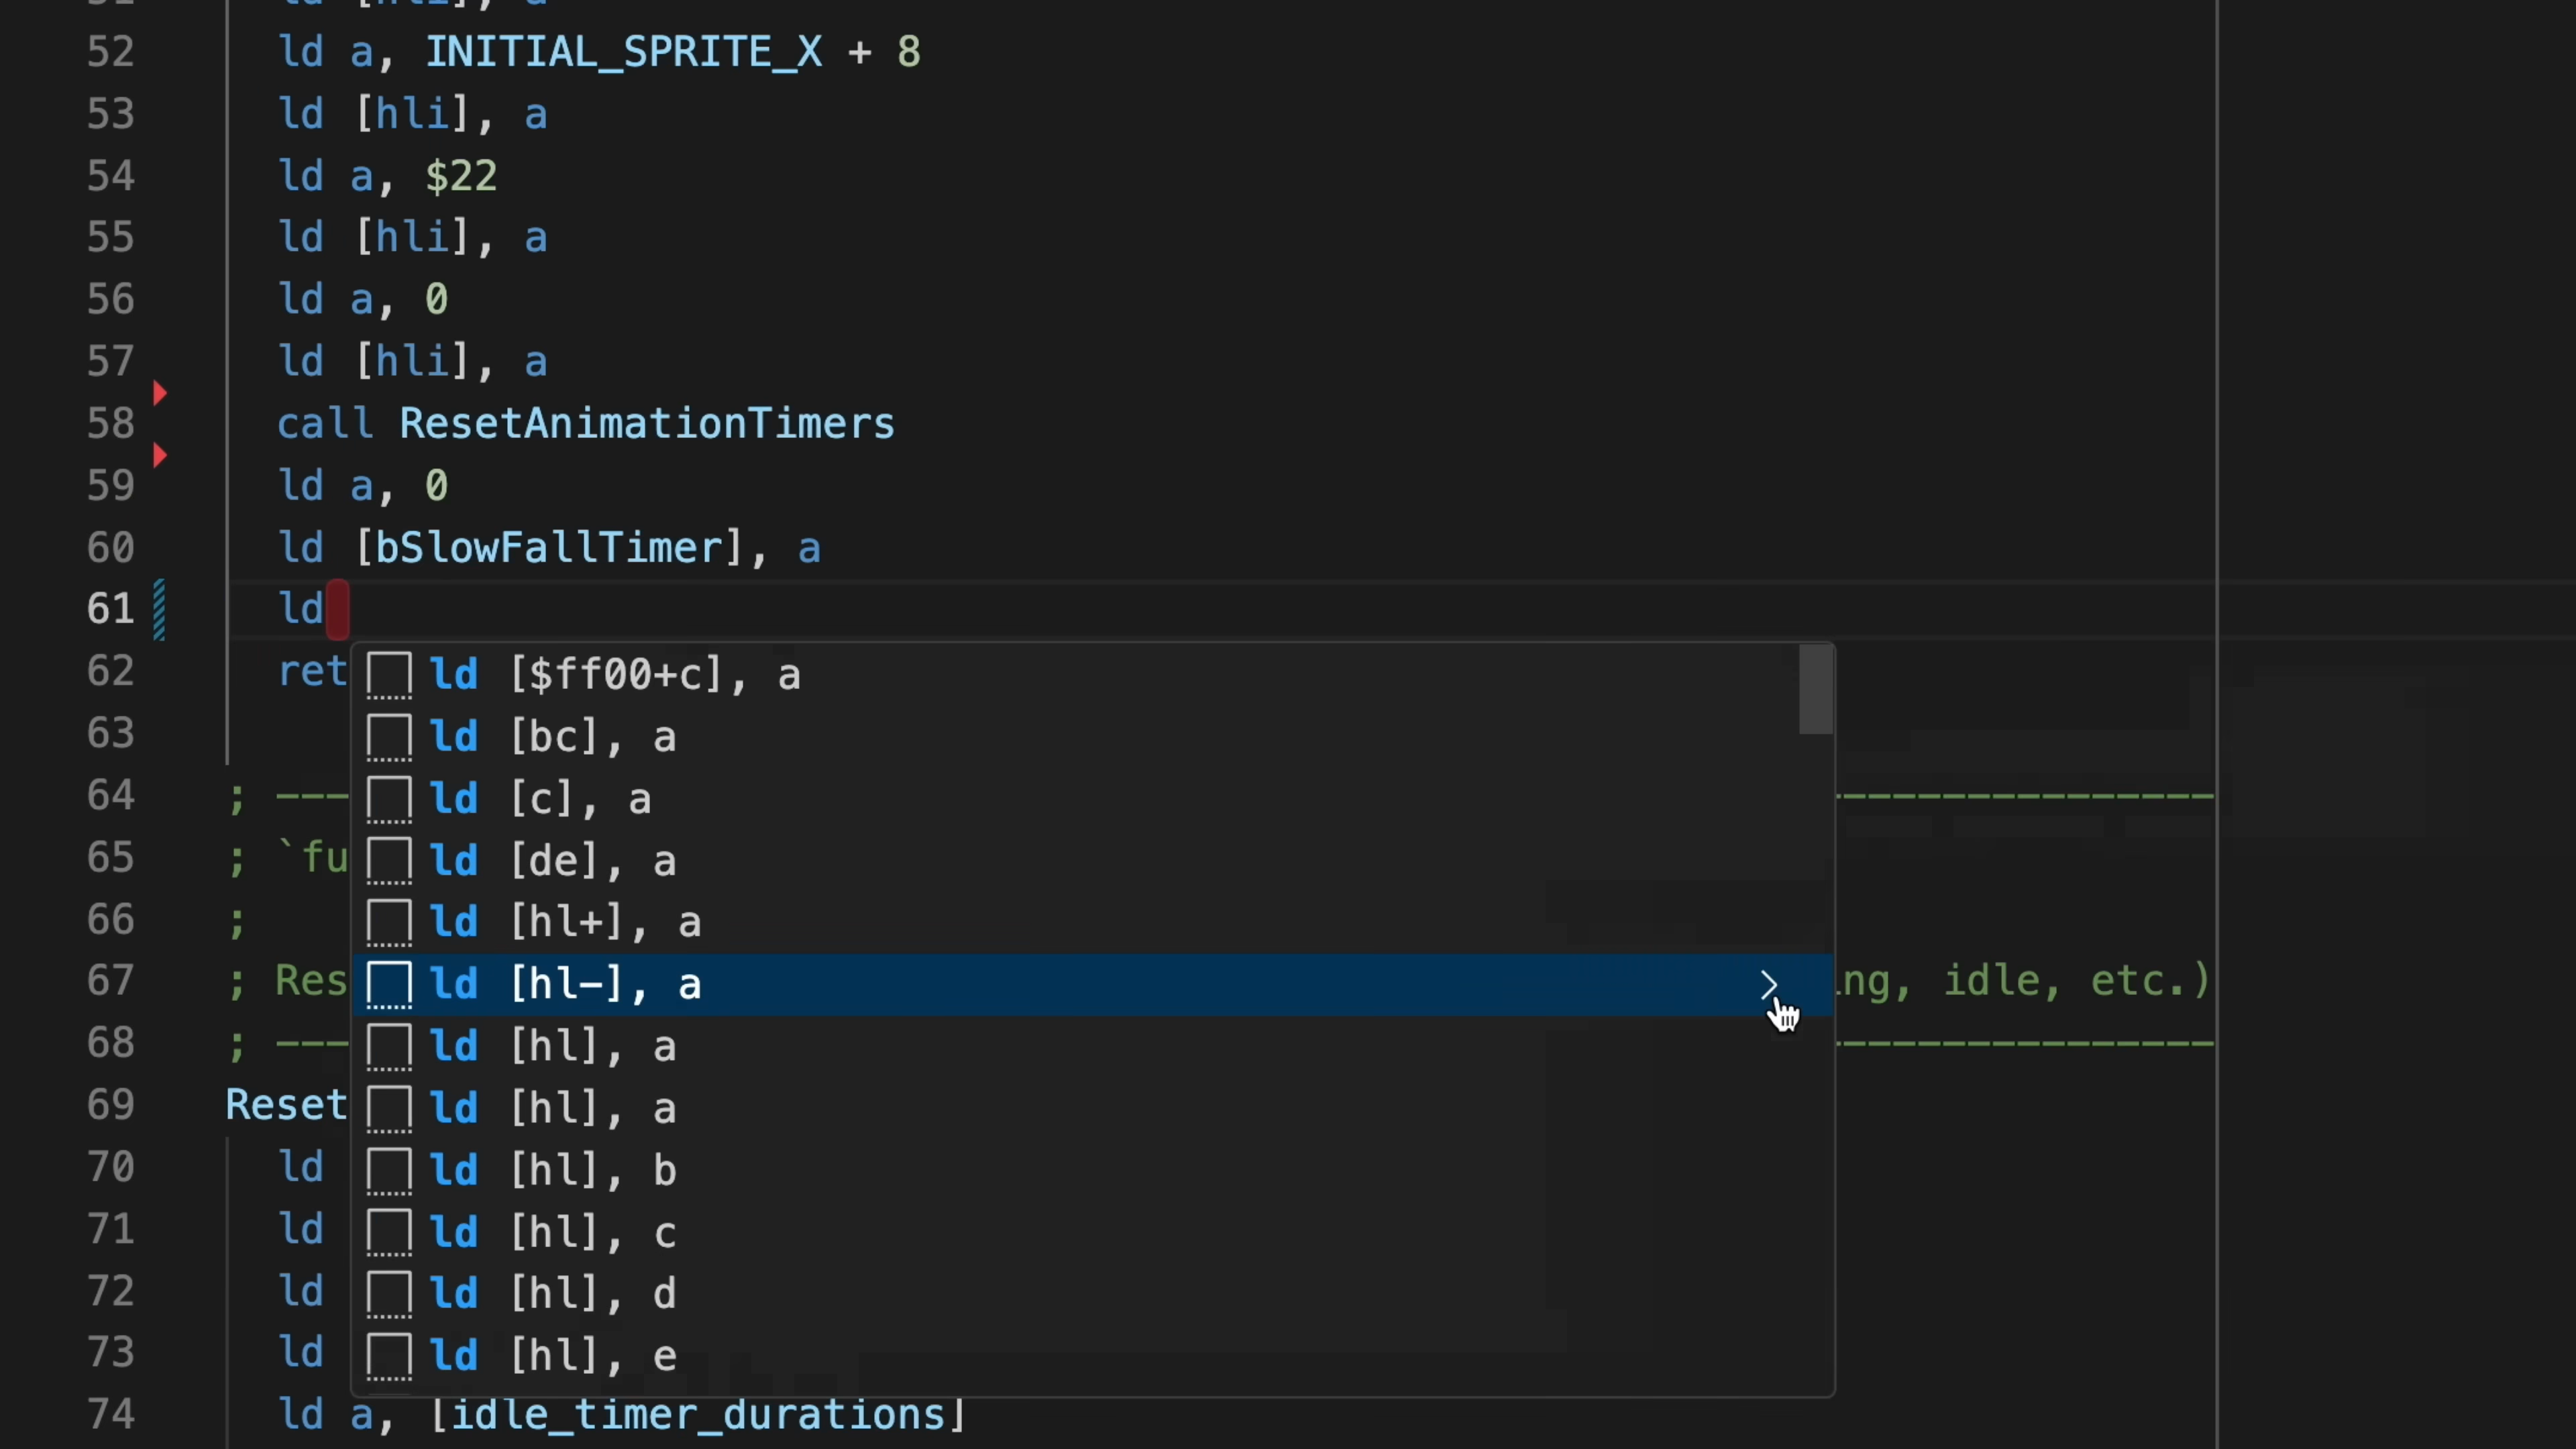 52 ld a, INITIAL_SPRITE_X + 8
53 ld [hli], a
54 ld a, $22
55 ld [hli], a
56 ld a, 0
57 ld [hli], a
58 call ResetAnimationTimers
59 ld a, 0
60 ld [bSlowFallTimer], a
61 ld
62 ret
ld [$ff00+c], a
63
ld [bc], a
64 ; ---
ld [c], a
65 ; `fu
ld [de], a
66 ;
ld [hl+], a
67 ; Res
ld [hl-], a
ng, idle, etc.)
68 ; ---
ld [hl], a
69 Reset
ld [hl], a
70 ld
ld [hl], b
71 ld
ld [hl], c
72 ld
ld [hl], d
73 ld
ld [hl], e
74 ld a, [idle_timer_durations]